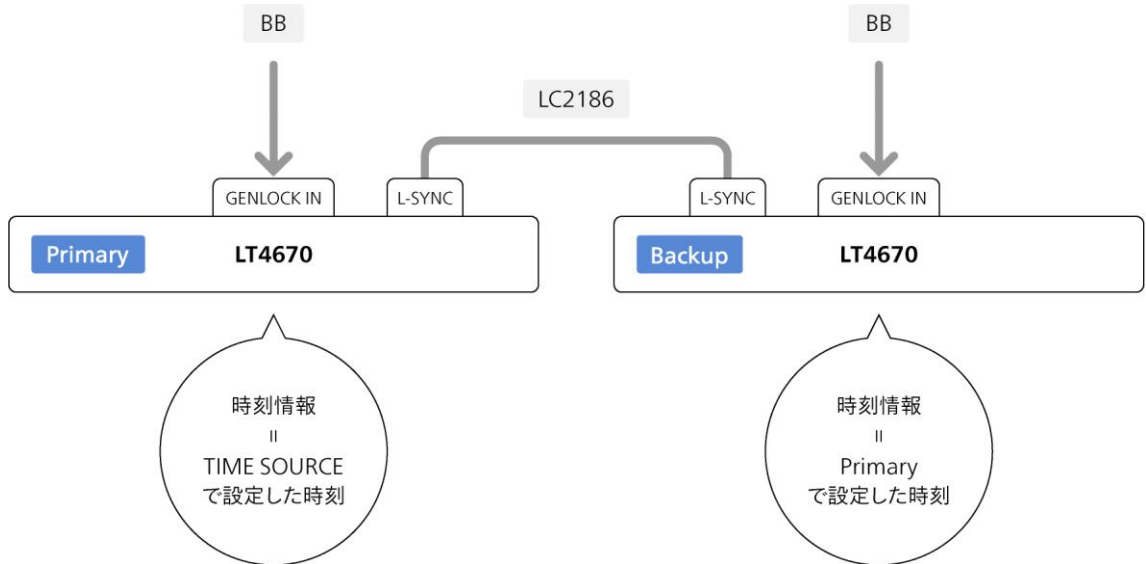 BB
BB
LC2186
GENLOCK IN
L-SYNC
L-SYNC
GENLOCK IN
Primary
LT4670
Backup
LT4670
時刻情報
=
TIME SOURCE
で設定した時刻
時刻情報
=
Primary
で設定した時刻